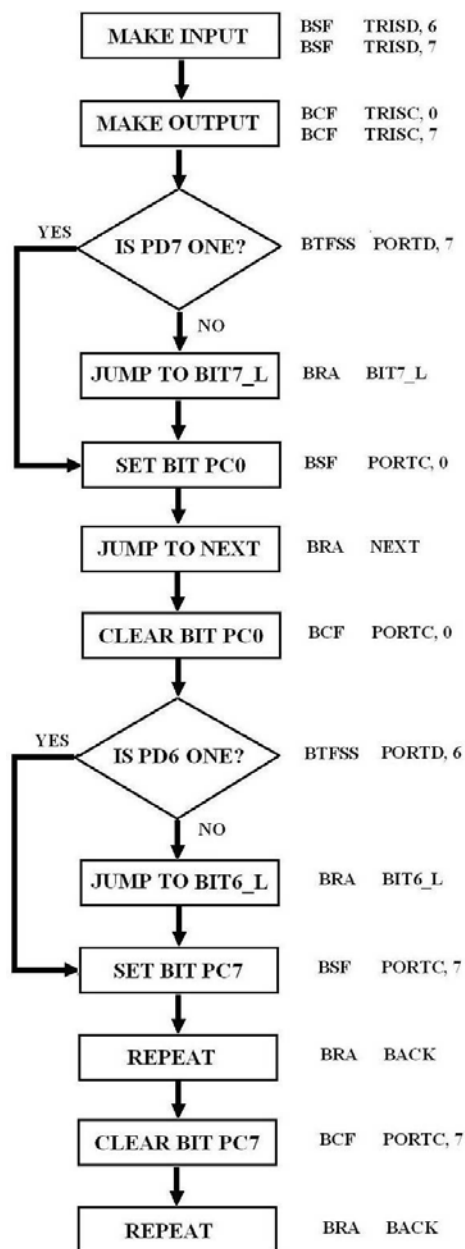 MAKE INPUT
BSF TRISD, 6
BSF TRISD, 7
MAKE OUTPUT
BCF TRISC, 0
BCF TRISC, 7
YES
IS PD7 ONE?
BTFSS PORTD, 7
NO
JUMP TO BIT7_L
BRA BIT7_L
SET BIT PC0
BSF PORTC, 0
JUMP TO NEXT
BRA NEXT
CLEAR BIT PC0
BCF PORTC, 0
YES
IS PD6 ONE?
BTFSS PORTD, 6
NO
JUMP TO BIT6_L
BRA BIT6_L
SET BIT PC7
BSF PORTC, 7
REPEAT
BRA BACK
CLEAR BIT PC7
BCF PORTC, 7
REPEAT
BRA BACK